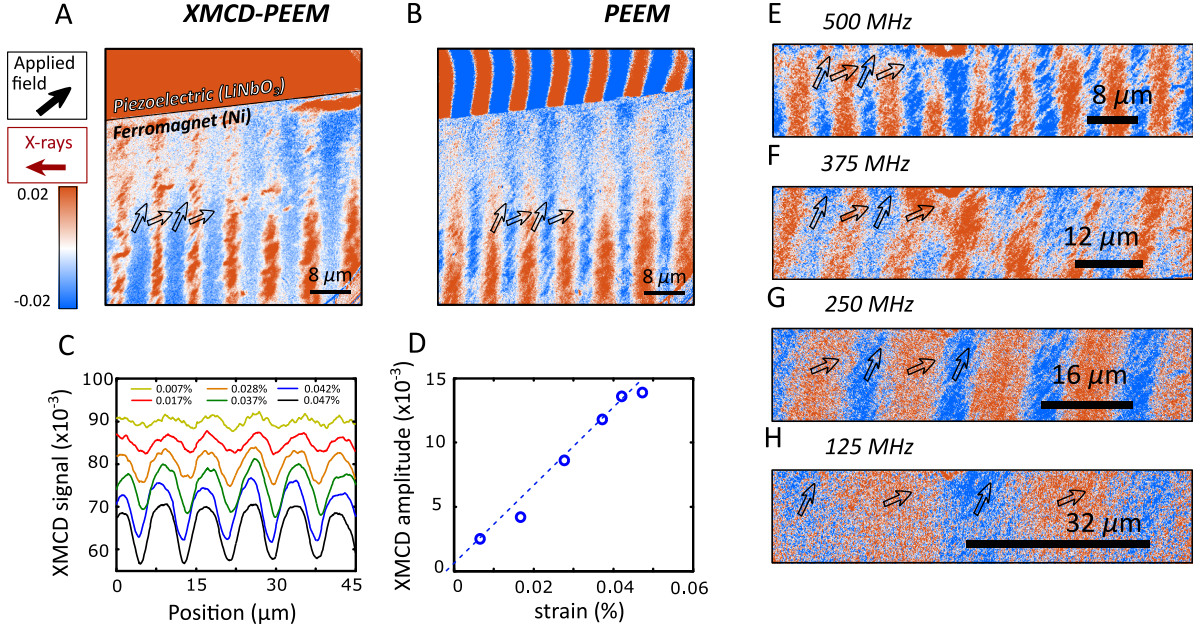 A
XMCD-PEEM
Applied
field
X-rays
0.02
-0.02
Piezoelectric (LiNbO3)
Ferromagnet (Ni)
8 μm
B
PEEM
8 μm
C
100
90
80
70
60
XMCD signal (x10⁻³)
0.007%
0.028%
0.042%
0.017%
0.037%
0.047%
0
15
30
45
Position (μm)
D
15
10
5
0
XMCD amplitude (x10⁻³)
0
0.02
0.04
0.06
strain (%)
E
500 MHz
8 μm
F
375 MHz
12 μm
G
250 MHz
16 μm
H
125 MHz
32 μm